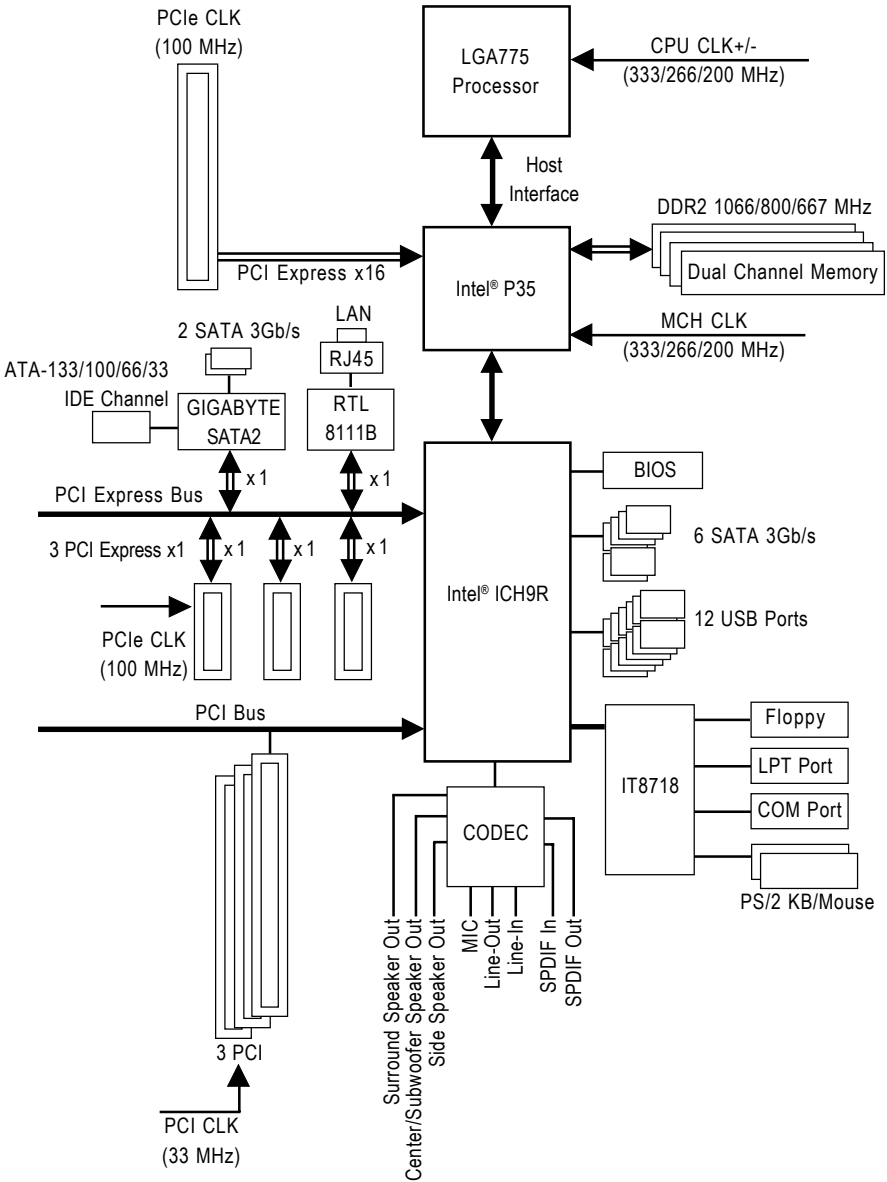 PCIe CLK
(100 MHz)
LGA775
Processor
CPU CLK+/-
(333/266/200 MHz)
Host
Interface
DDR2 1066/800/667 MHz
Dual Channel Memory
PCI Express x16
Intel® P35
MCH CLK
(333/266/200 MHz)
LAN
RJ45
2 SATA 3Gb/s
ATA-133/100/66/33
IDE Channel
GIGABYTE
SATA2
RTL
8111B
x 1
x 1
PCI Express Bus
BIOS
3 PCI Express x1
x 1
x 1
x 1
6 SATA 3Gb/s
Intel® ICH9R
12 USB Ports
PCIe CLK
(100 MHz)
PCI Bus
Floppy
LPT Port
IT8718
COM Port
PS/2 KB/Mouse
CODEC
Surround Speaker Out
Center/Subwoofer Speaker Out
Side Speaker Out
MIC
Line-Out
Line-In
SPDIF In
SPDIF Out
3 PCI
PCI CLK
(33 MHz)